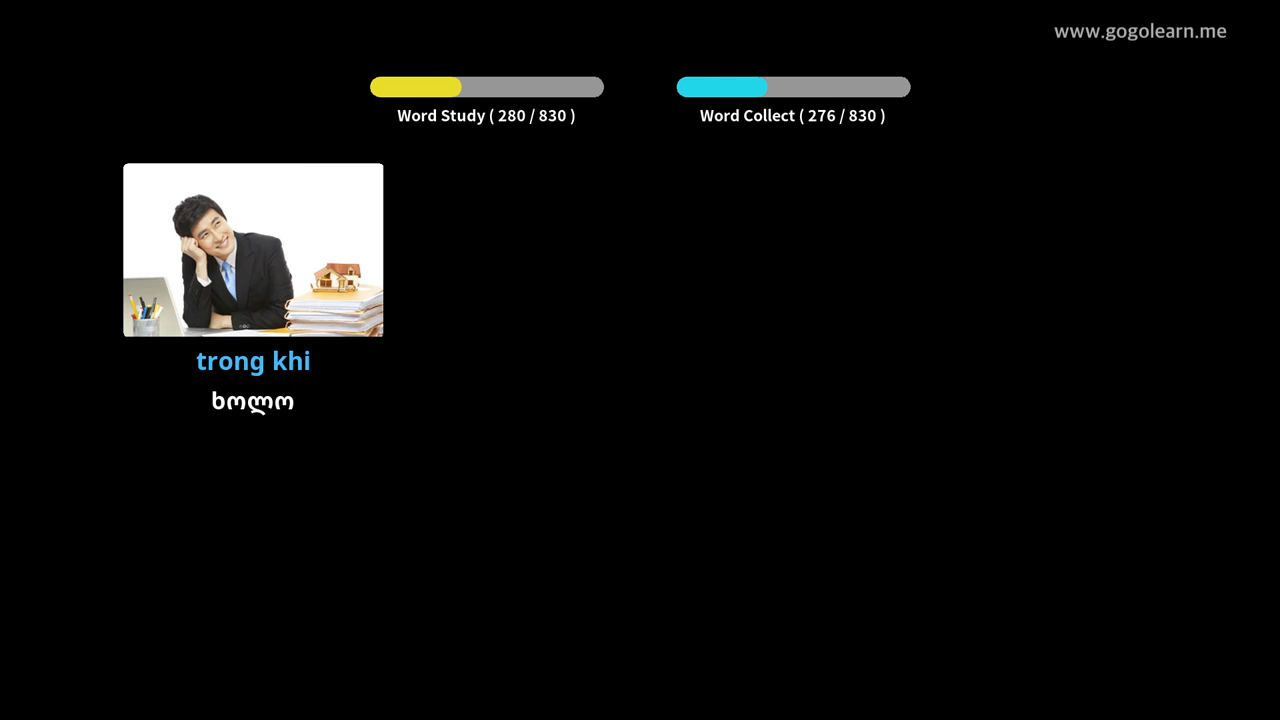 www.gogolearn.me
Word Study ( 280 / 830 )
Word Collect ( 276 / 830 )
trong khi
ხოლო